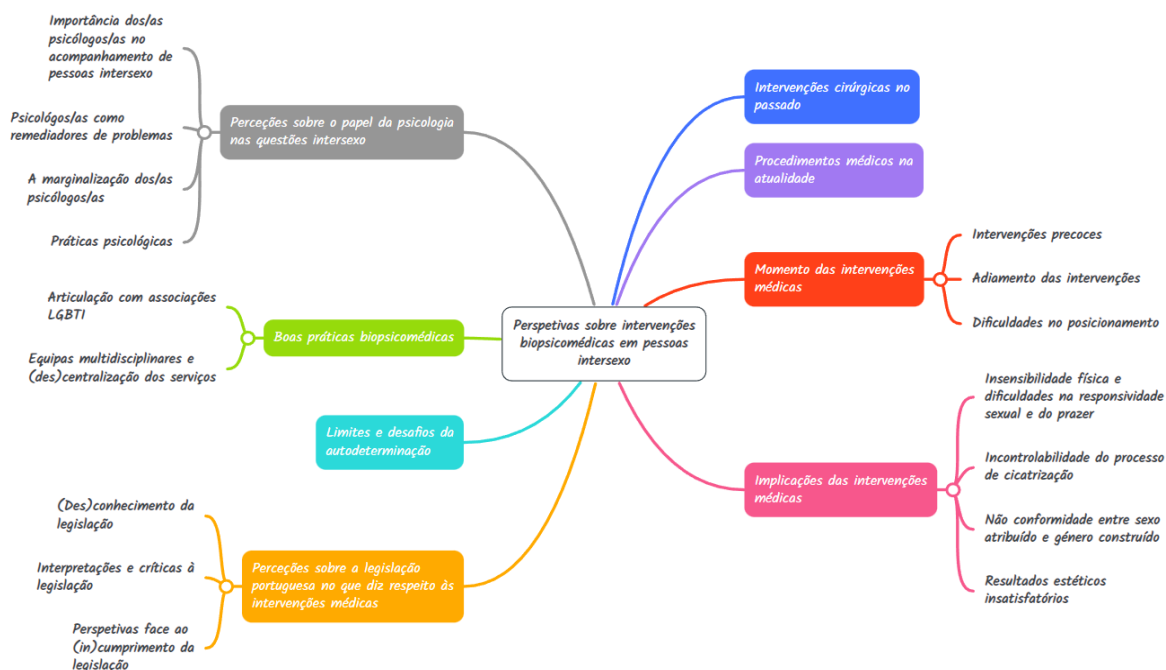 Importância dos/as
psicólogos/as no
acompanhamento de
pessoas intersexo
Psicológos/as como
remediadores de problemas
A marginalização dos/as
psicólogos/as
Práticas psicológicas
Perceções sobre o papel da psicologia
nas questões intersexo
Articulação com associações
LGBTI
Equipas multidisciplinares e
(des)centralização dos serviços
Boas práticas biopsicomédicas
Limites e desafios da
autodeterminação
(Des)conhecimento da
legislação
Interpretações e críticas à
legislação
Perspetivas face ao
(in)cumprimento da
legislação
Perceções sobre a legislação
portuguesa no que diz respeito às
intervenções médicas
Perspetivas sobre intervenções
biopsicomédicas em pessoas
intersexo
Intervenções cirúrgicas no
passado
Procedimentos médicos na
atualidade
Momento das intervenções
médicas
Intervenções precoces
Adiamento das intervenções
Dificuldades no posicionamento
Implicações das intervenções
médicas
Insensibilidade física e
dificuldades na responsividade
sexual e do prazer
Incontrolabilidade do processo
de cicatrização
Não conformidade entre sexo
atribuído e género construído
Resultados estéticos
insatisfatórios